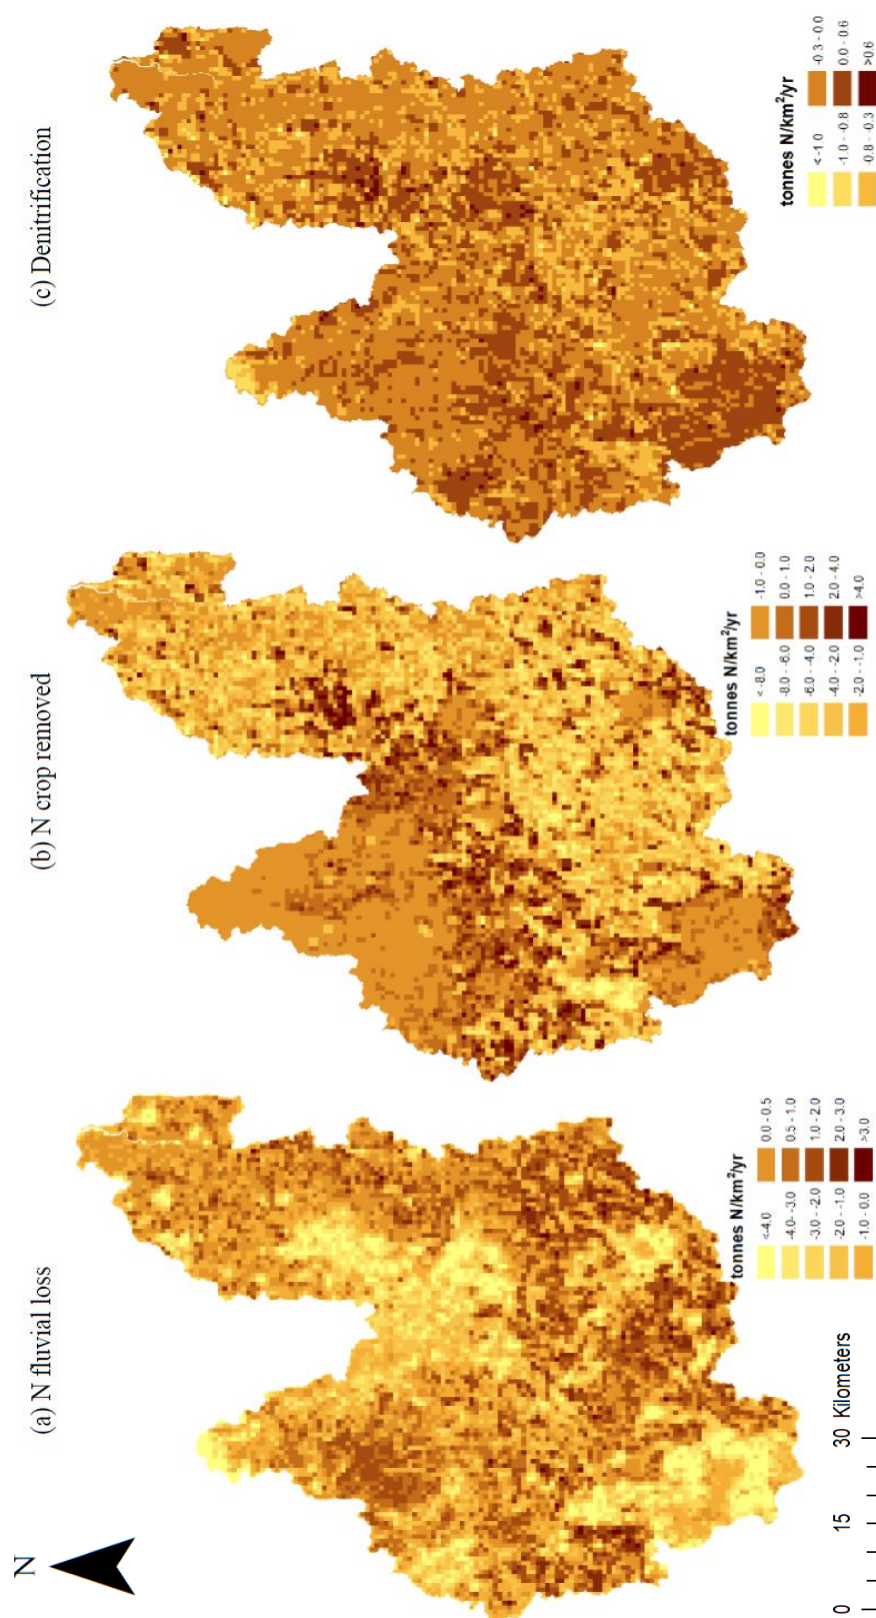 N
(a) N fluvial loss
(b) N crop removed
(c) Denitrification
tonnes N/km²/yr
<-4.0
-4.0 - -3.0
-3.0 - -2.0
-2.0 - -1.0
-1.0 - 0.0
0.0 - 0.5
0.5 - 1.0
1.0 - 2.0
2.0 - 3.0
>3.0
tonnes N/km²/yr
< -8.0
-8.0 - -6.0
-6.0 - -4.0
-4.0 - -2.0
-2.0 - -1.0
-1.0 - 0.0
0.0 - 1.0
1.0 - 2.0
2.0 - 4.0
>4.0
tonnes N/km²/yr
< -1.0
-1.0 - -0.8
-0.8 - -0.3
-0.3 - 0.0
0.0 - 0.6
>0.6
0 15 30 Kilometers